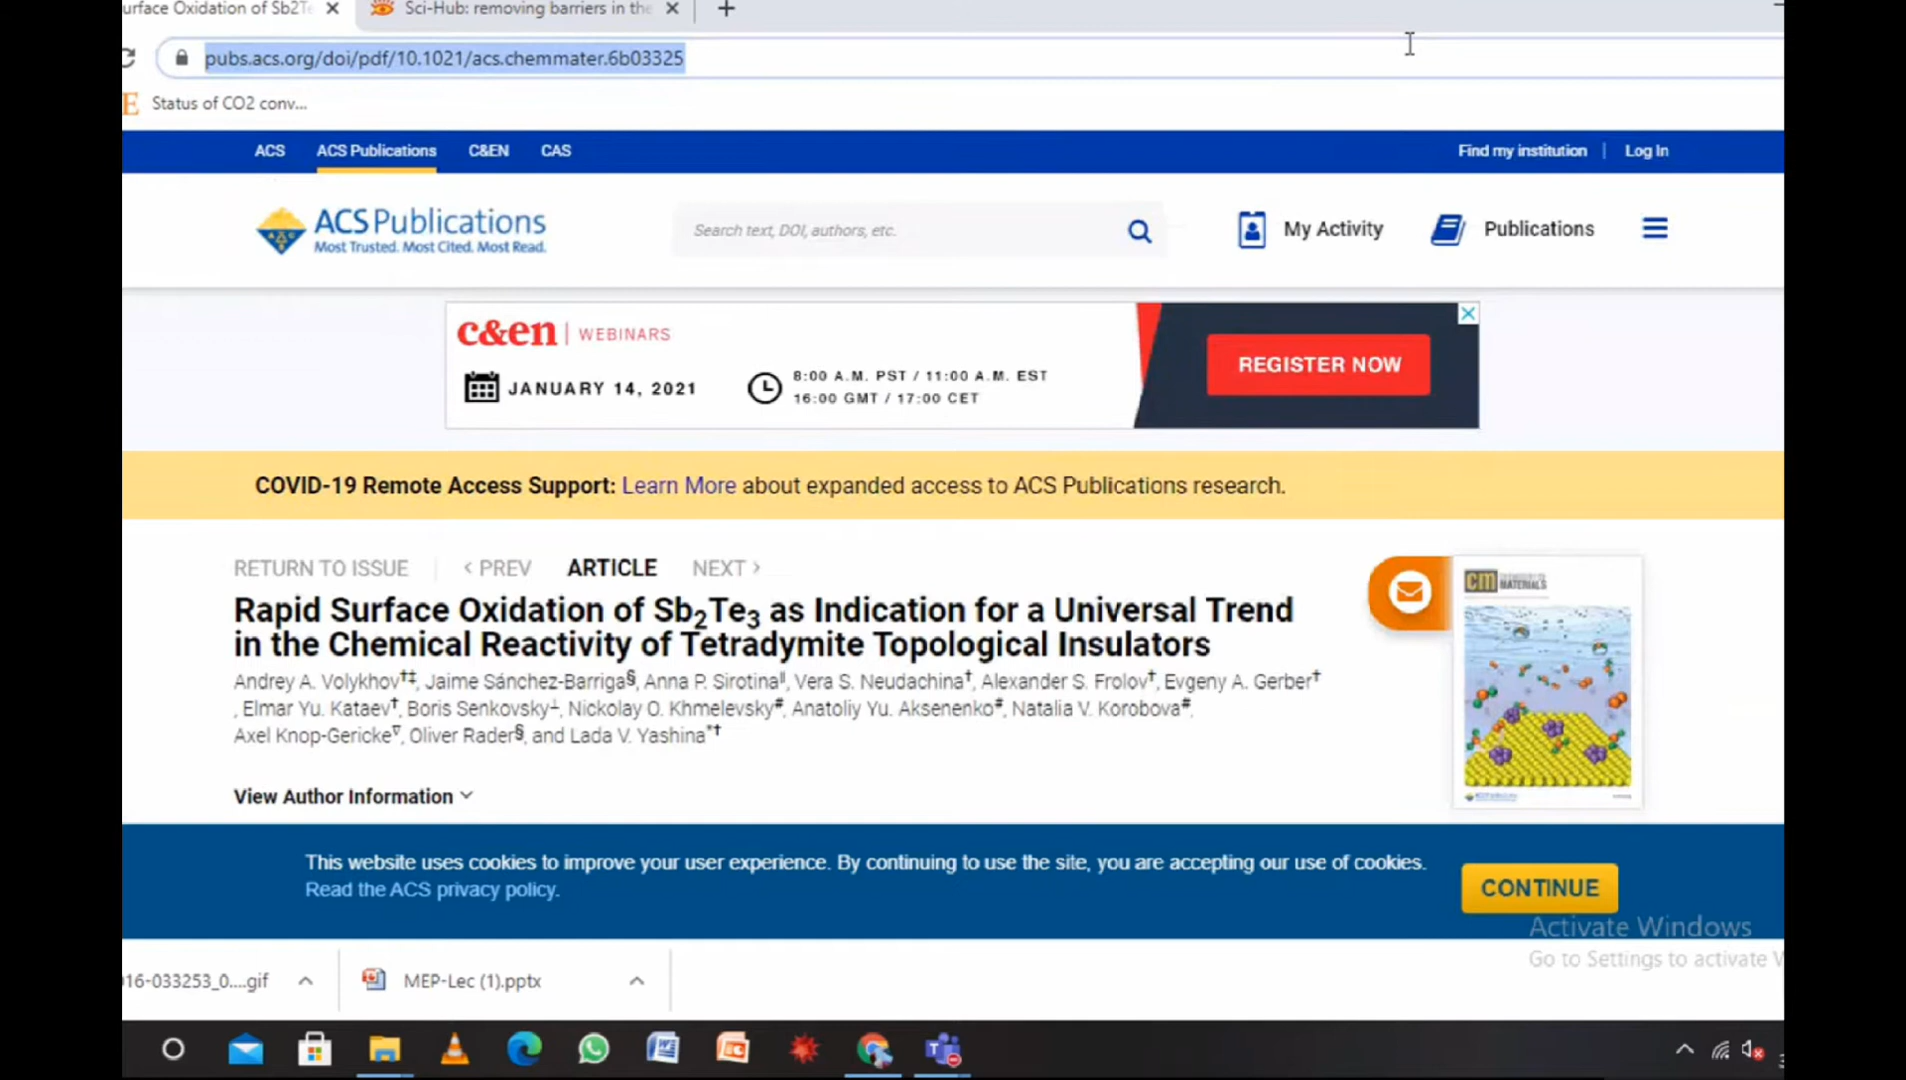 urface Oxidation of Sb2Te
Sci-Hub: removing barriers in the
pubs.acs.org/doi/pdf/10.1021/acs.chemmater.6b03325
Status of CO2 conv...
ACS ACS Publications C&EN CAS Find my institution | Log In
ACS Publications
Most Trusted. Most Cited. Most Read.
Search text, DOI, authors, etc.
My Activity
Publications
c&en | WEBINARS
JANUARY 14, 2021
8:00 A.M. PST / 11:00 A.M. EST
16:00 GMT / 17:00 CET
REGISTER NOW
COVID-19 Remote Access Support: Learn More about expanded access to ACS Publications research.
RETURN TO ISSUE | < PREV ARTICLE NEXT >
Rapid Surface Oxidation of Sb₂Te₃ as Indication for a Universal Trend
in the Chemical Reactivity of Tetradymite Topological Insulators
Andrey A. Volykhov†‡, Jaime Sánchez-Barriga§, Anna P. Sirotina∥, Vera S. Neudachina†, Alexander S. Frolov†, Evgeny A. Gerber†
, Elmar Yu. Kataev†, Boris Senkovsky⊥, Nickolay O. Khmelevsky#, Anatoliy Yu. Aksenenko#, Natalia V. Korobova#,
Axel Knop-Gericke∇, Oliver Rader§, and Lada V. Yashina*†
cm MATERIALS
View Author Information
This website uses cookies to improve your user experience. By continuing to use the site, you are accepting our use of cookies.
Read the ACS privacy policy.
CONTINUE
Activate Windows
Go to Settings to activate
16-033253_0....gif
MEP-Lec (1).pptx